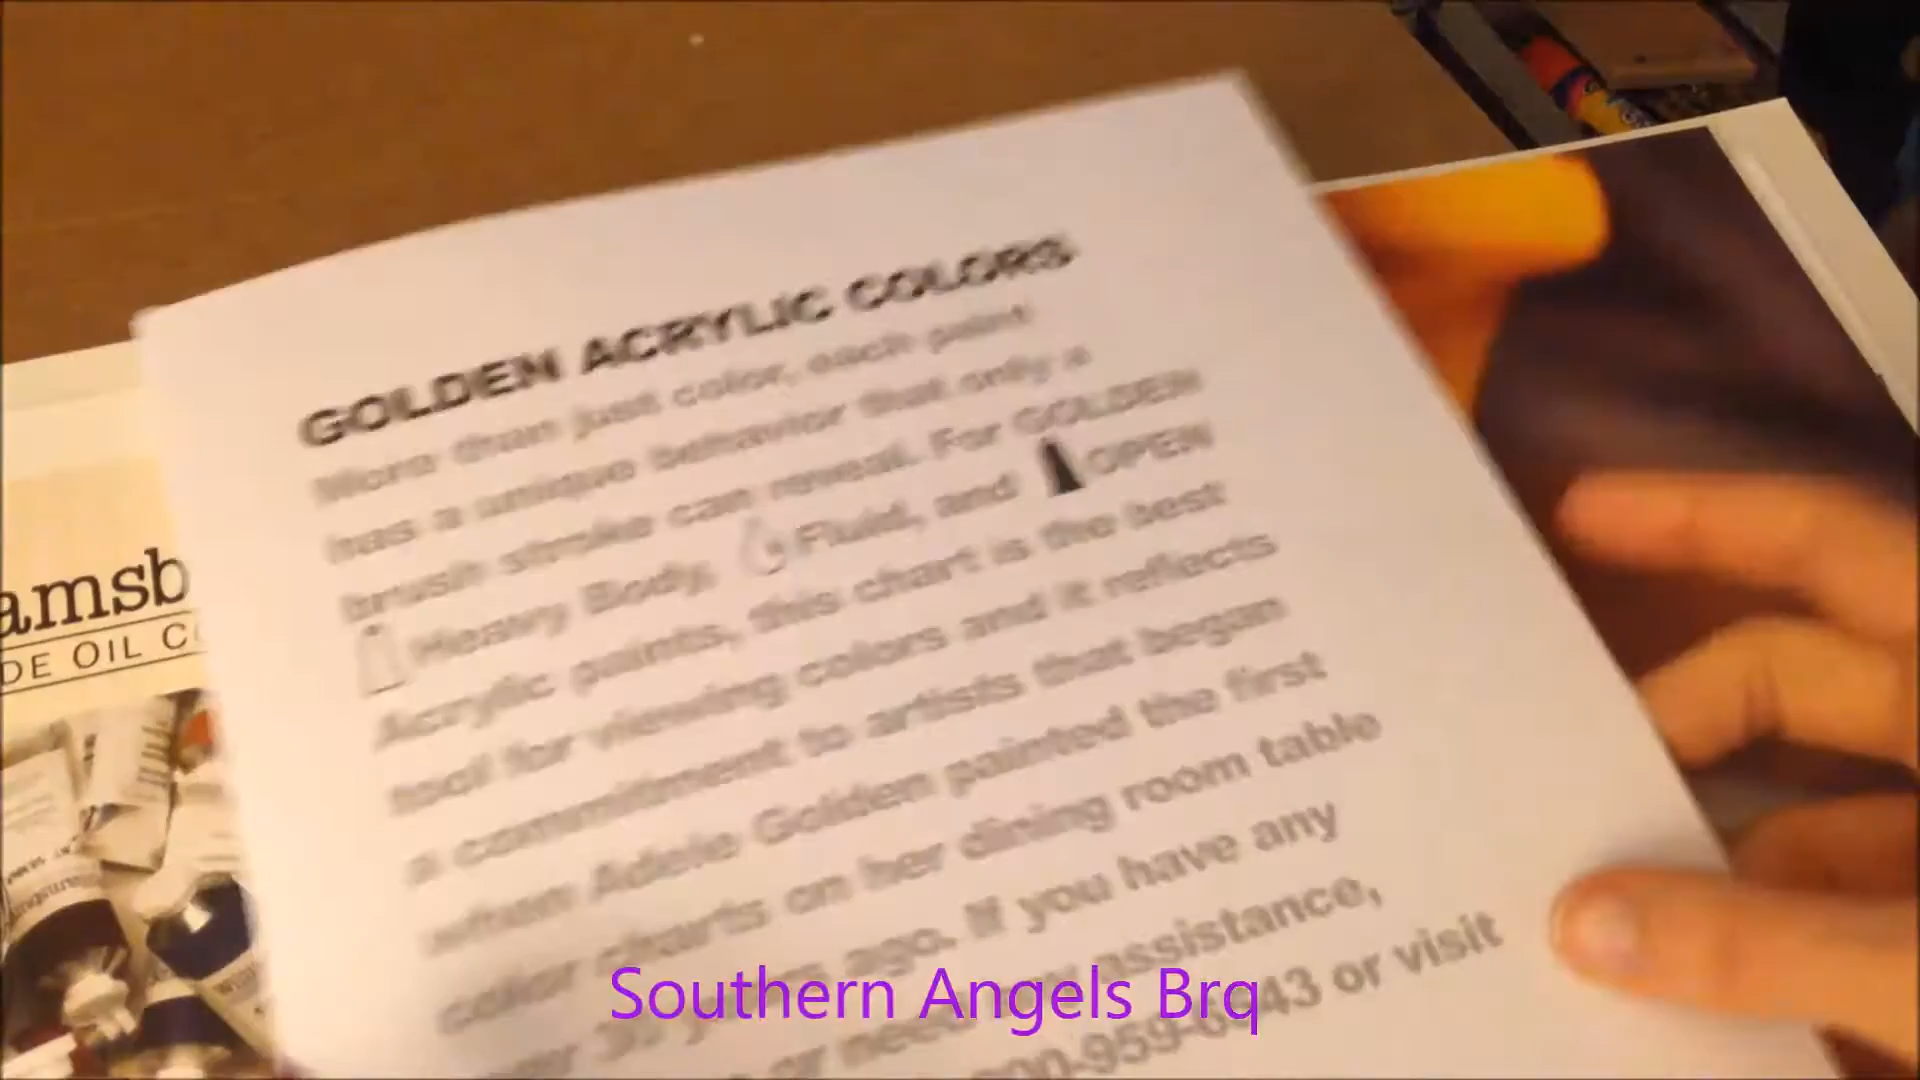 GOLDEN ACRYLIC COLORS
More than just color, each paint
has a unique behavior that only a
brush stroke can reveal. For GOLDEN
Heavy Body, Fluid, and OPEN
Acrylic paints, this chart is the best
tool for viewing colors and it reflects
a commitment to artists that began
when Adele Golden painted the first
color charts on her dining room table
ago. If you have any
or need assistance,
43 or visit
amsb
DE OIL C
Southern Angels Brq